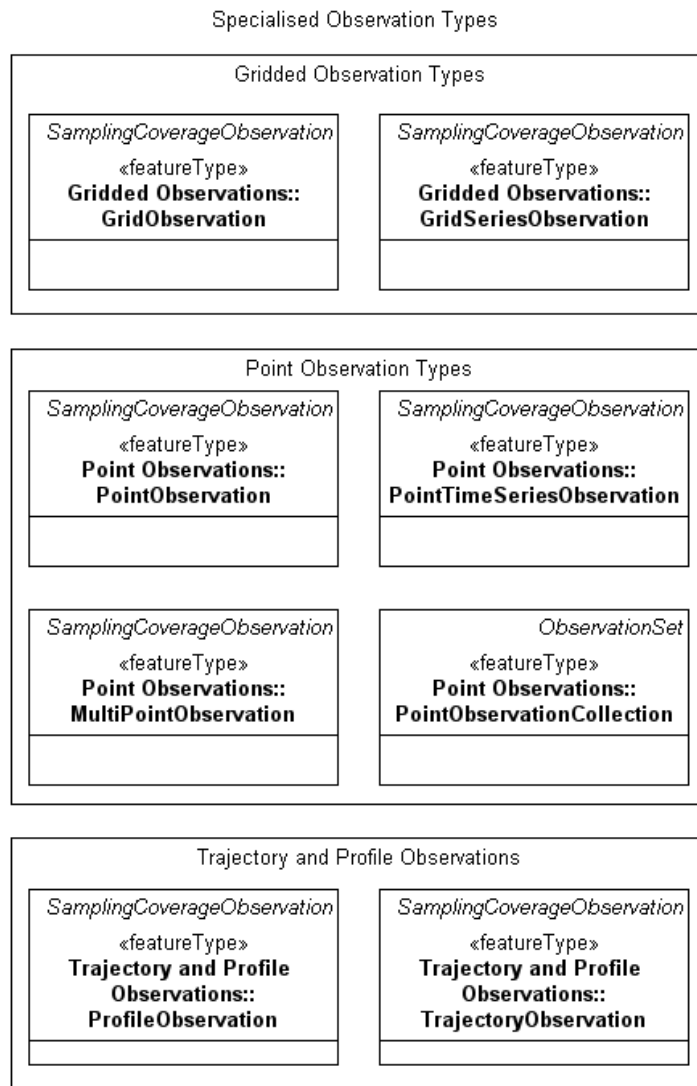 Specialised Observation Types
Gridded Observation Types
SamplingCoverageObservation
«featureType»
Gridded Observations::
GridObservation
SamplingCoverageObservation
«featureType»
Gridded Observations::
GridSeriesObservation
Point Observation Types
SamplingCoverageObservation
«featureType»
Point Observations::
PointObservation
SamplingCoverageObservation
«featureType»
Point Observations::
PointTimeSeriesObservation
SamplingCoverageObservation
«featureType»
Point Observations::
MultiPointObservation
ObservationSet
«featureType»
Point Observations::
PointObservationCollection
Trajectory and Profile Observations
SamplingCoverageObservation
«featureType»
Trajectory and Profile
Observations::
ProfileObservation
SamplingCoverageObservation
«featureType»
Trajectory and Profile
Observations::
TrajectoryObservation